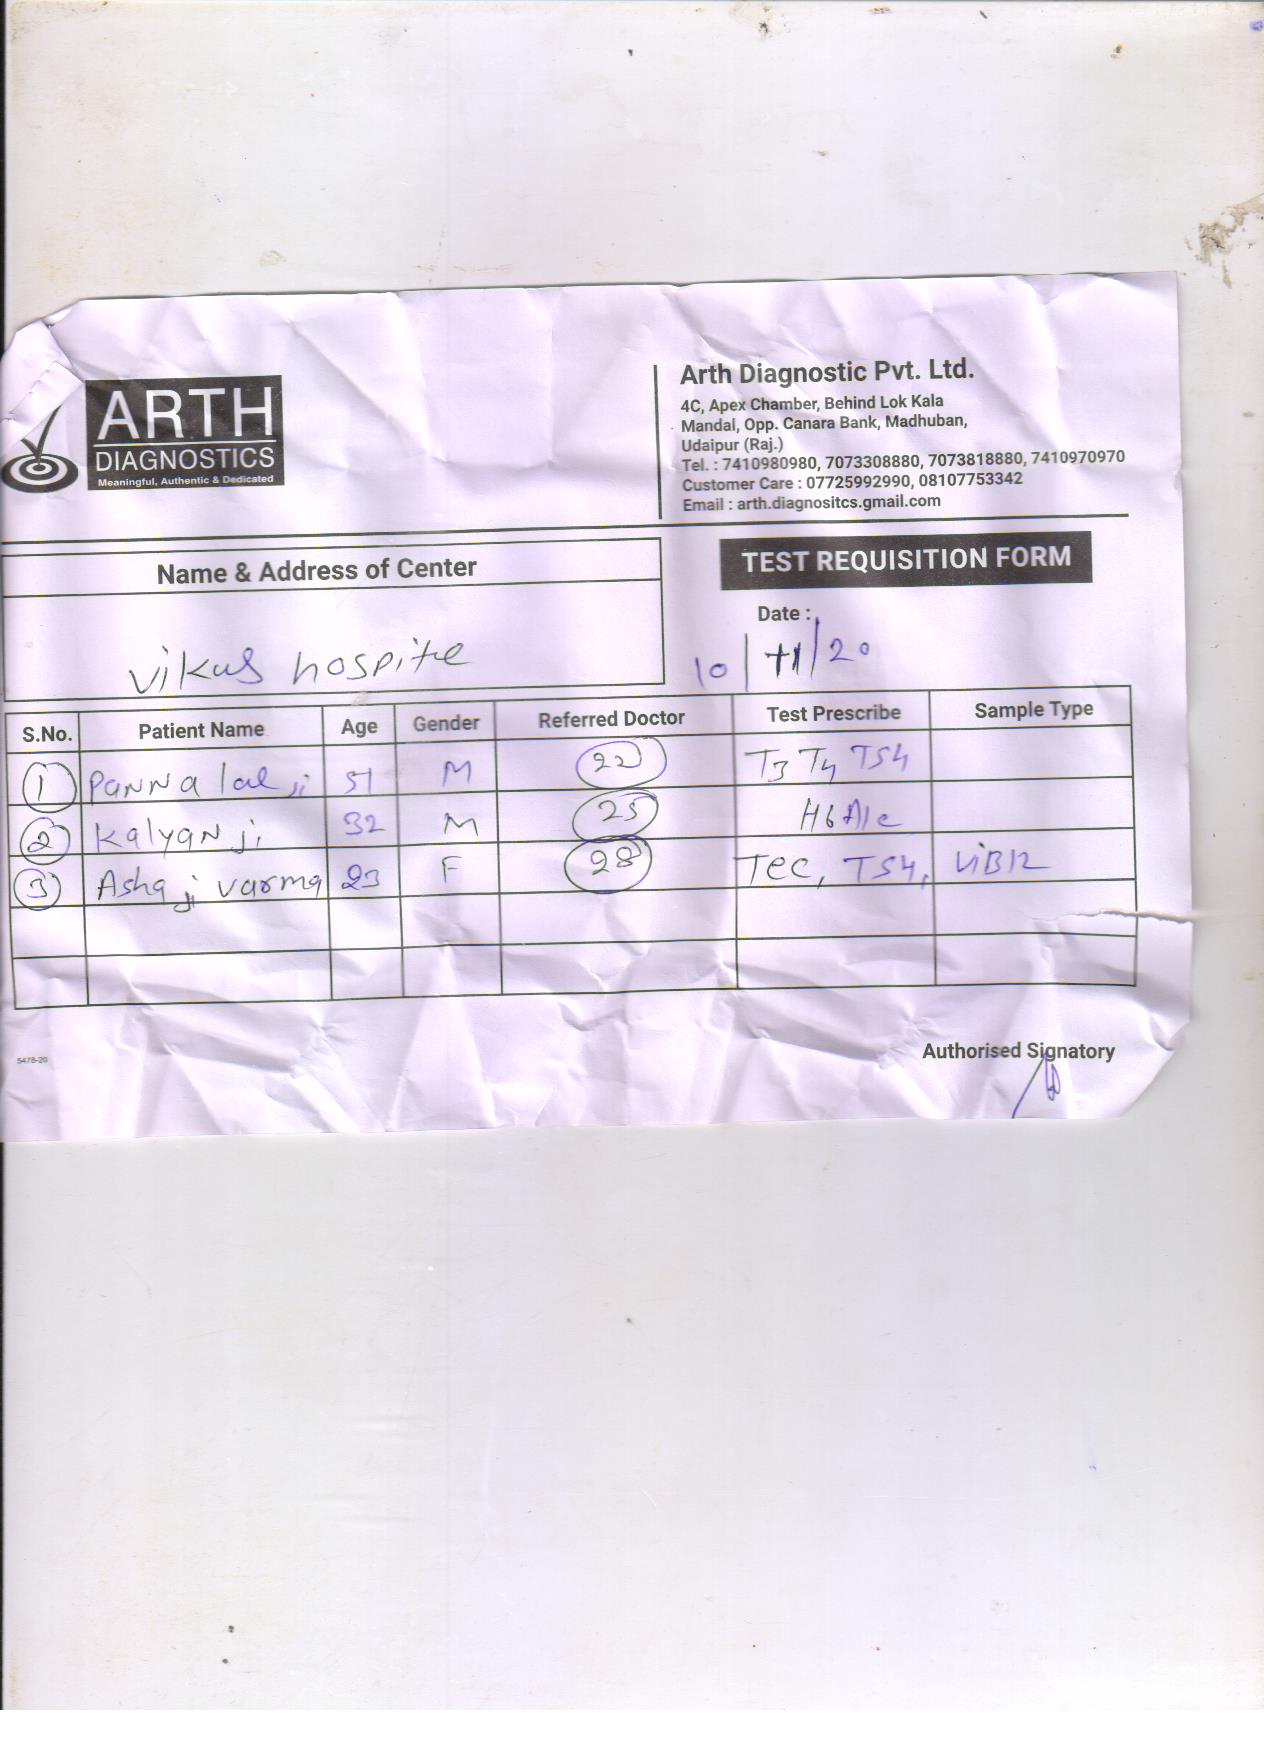 ARTH
DIAGNOSTICS
Meaningful, Authentic & Dedicated
Arth Diagnostic Pvt. Ltd.
4C, Apex Chamber, Behind Lok Kala
Mandal, Opp. Canara Bank, Madhuban,
Udaipur (Raj.)
Tel. : 7410980980, 7073308880, 7073818880, 7410970970
Customer Care : 07725992990, 08107753342
Email : arth.diagnositcs.gmail.com
Name & Address of Center
vikas hospite
TEST REQUISITION FORM
Date :
10/11/20
S.No. Patient Name Age Gender Referred Doctor Test Prescribe Sample Type
1 Panna lal ji 51 M 22 T3 T4 TSH
2 Kalyan ji 32 M 25 HbA1c
3 Asha ji varma 23 F 28 TEC, TSH, ViB12
5478-20
Authorised Signatory